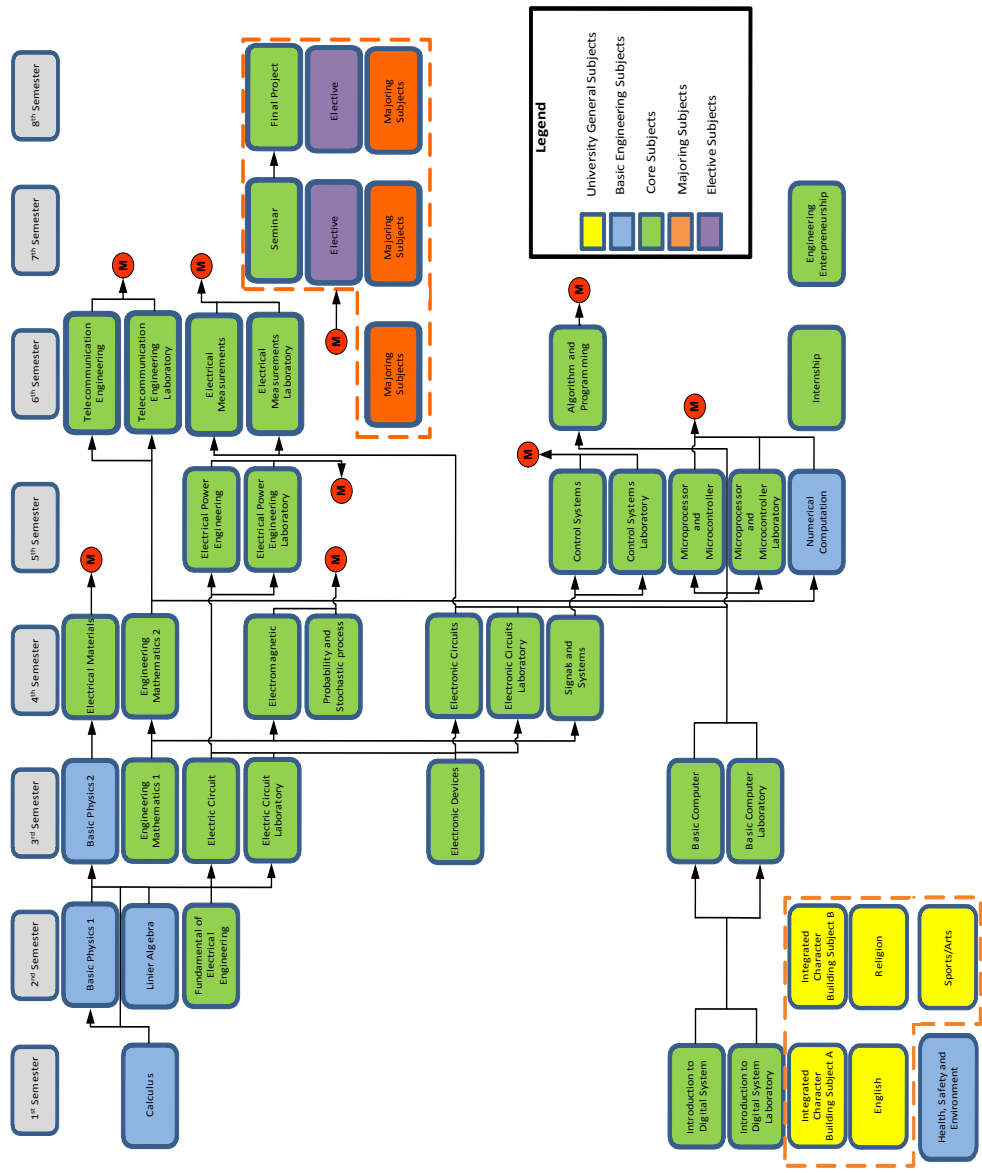 1st Semester
2nd Semester
3rd Semester
4th Semester
5th Semester
6th Semester
7th Semester
8th Semester
Calculus
Introduction to
Digital System
Introduction to
Digital System
Laboratory
Integrated
Character
Building Subject A
English
Health, Safety and
Environment
Basic Physics 1
Linier Algebra
Fundamental of
Electrical
Engineering
Integrated
Character
Building Subject B
Religion
Sports/Arts
Basic Physics 2
Engineering
Mathematics 1
Electric Circuit
Electric Circuit
Laboratory
Electronic Devices
Basic Computer
Basic Computer
Laboratory
Electrical Materials
Engineering
Mathematics 2
Electromagnetic
Probability and
Stochastic process
Electronic Circuits
Electronic Circuits
Laboratory
Signals and
Systems
M
Electrical Power
Engineering
Electrical Power
Engineering
Laboratory
M
M
M
Control Systems
Control Systems
Laboratory
Microprocessor
and
Microcontroller
Microprocessor
and
Microcontroller
Laboratory
Numerical
Computation
Telecommunication
Engineering
Telecommunication
Engineering
Laboratory
Electrical
Measurements
Electrical
Measurements
Laboratory
M
Majoring
Subjects
Algorithm and
Programming
M
Internship
M
M
M
Seminar
Elective
Majoring
Subjects
Engineering
Enterpreneurship
Final Project
Elective
Majoring
Subjects
Legend
University General Subjects
Basic Engineering Subjects
Core Subjects
Majoring Subjects
Elective Subjects